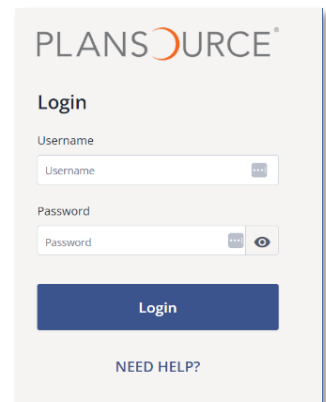 PLANSOURCE®
Login
Username
Username
Password
Password
Login
NEED HELP?